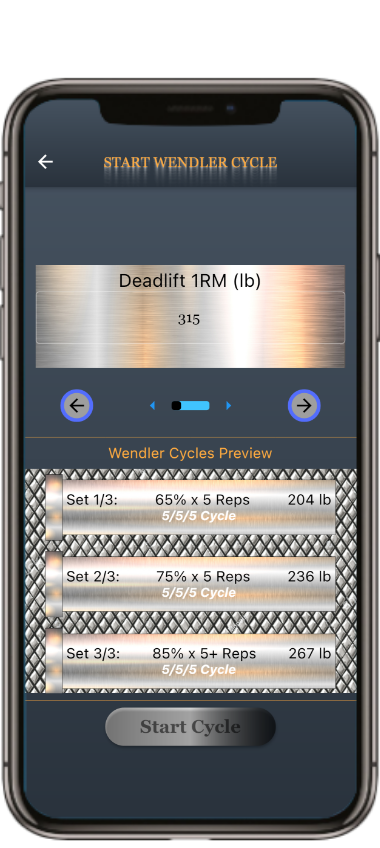 START WENDLER CYCLE
Deadlift 1RM (lb)
315
Wendler Cycles Preview
Set 1/3: 65% x 5 Reps 204 lb
5/5/5 Cycle
Set 2/3: 75% x 5 Reps 236 lb
5/5/5 Cycle
Set 3/3: 85% x 5+ Reps 267 lb
5/5/5 Cycle
Start Cycle